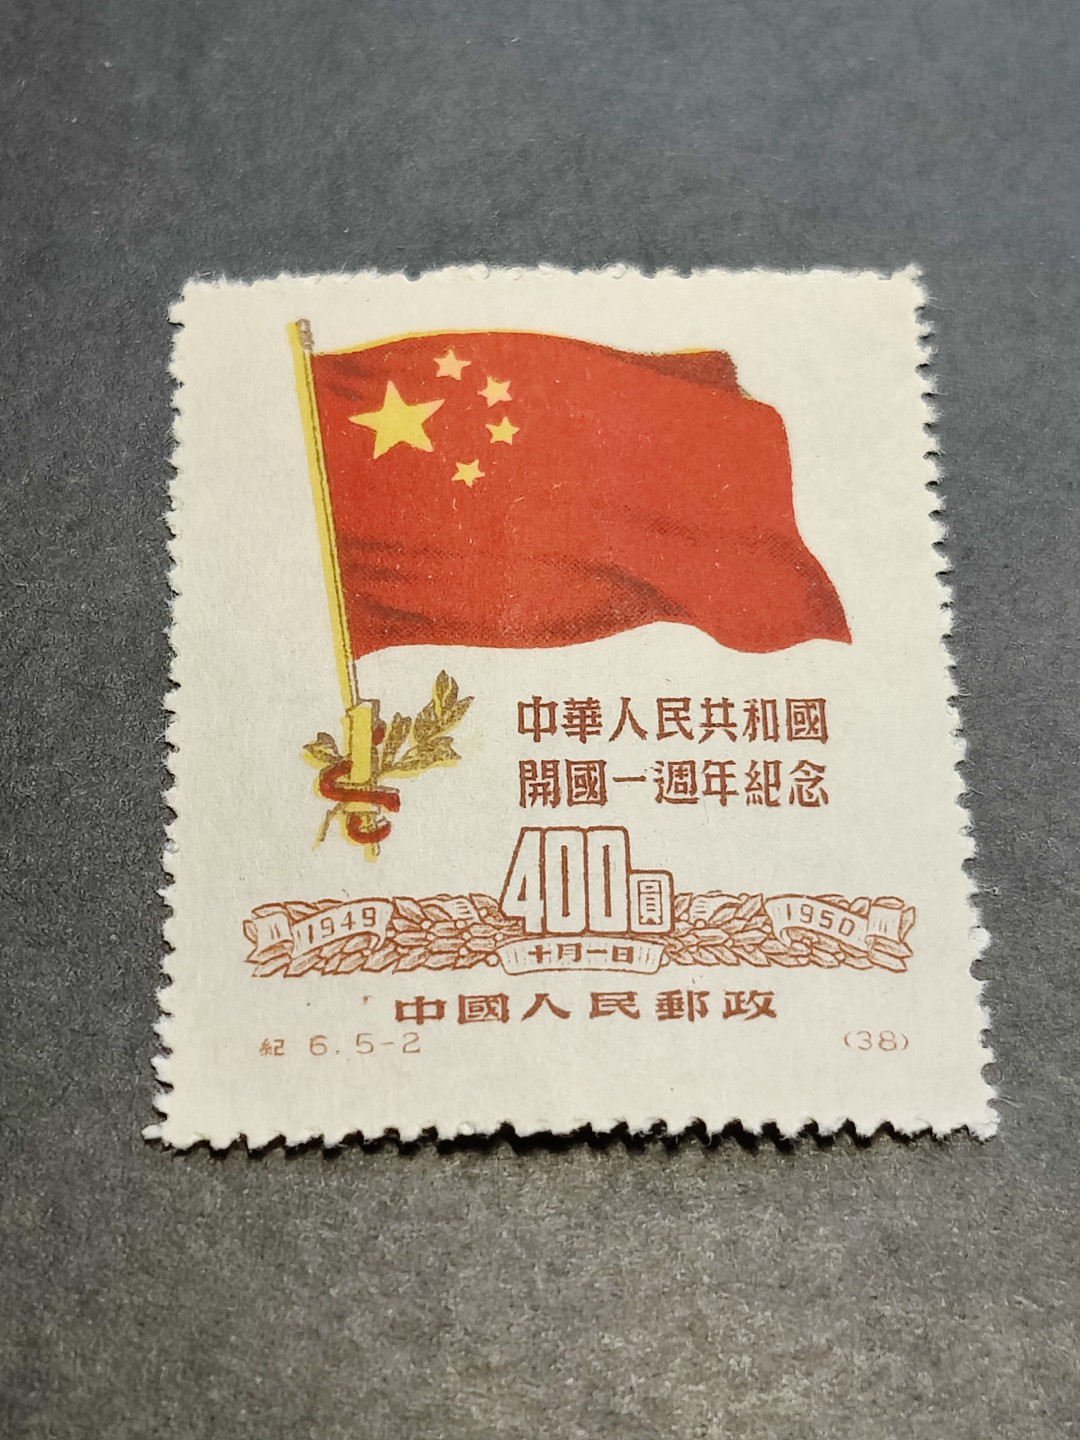 中華人民共和國
開國一週年紀念
400圓
1949 1950
十月一日
中國人民郵政
紀 6.5-2 (38)